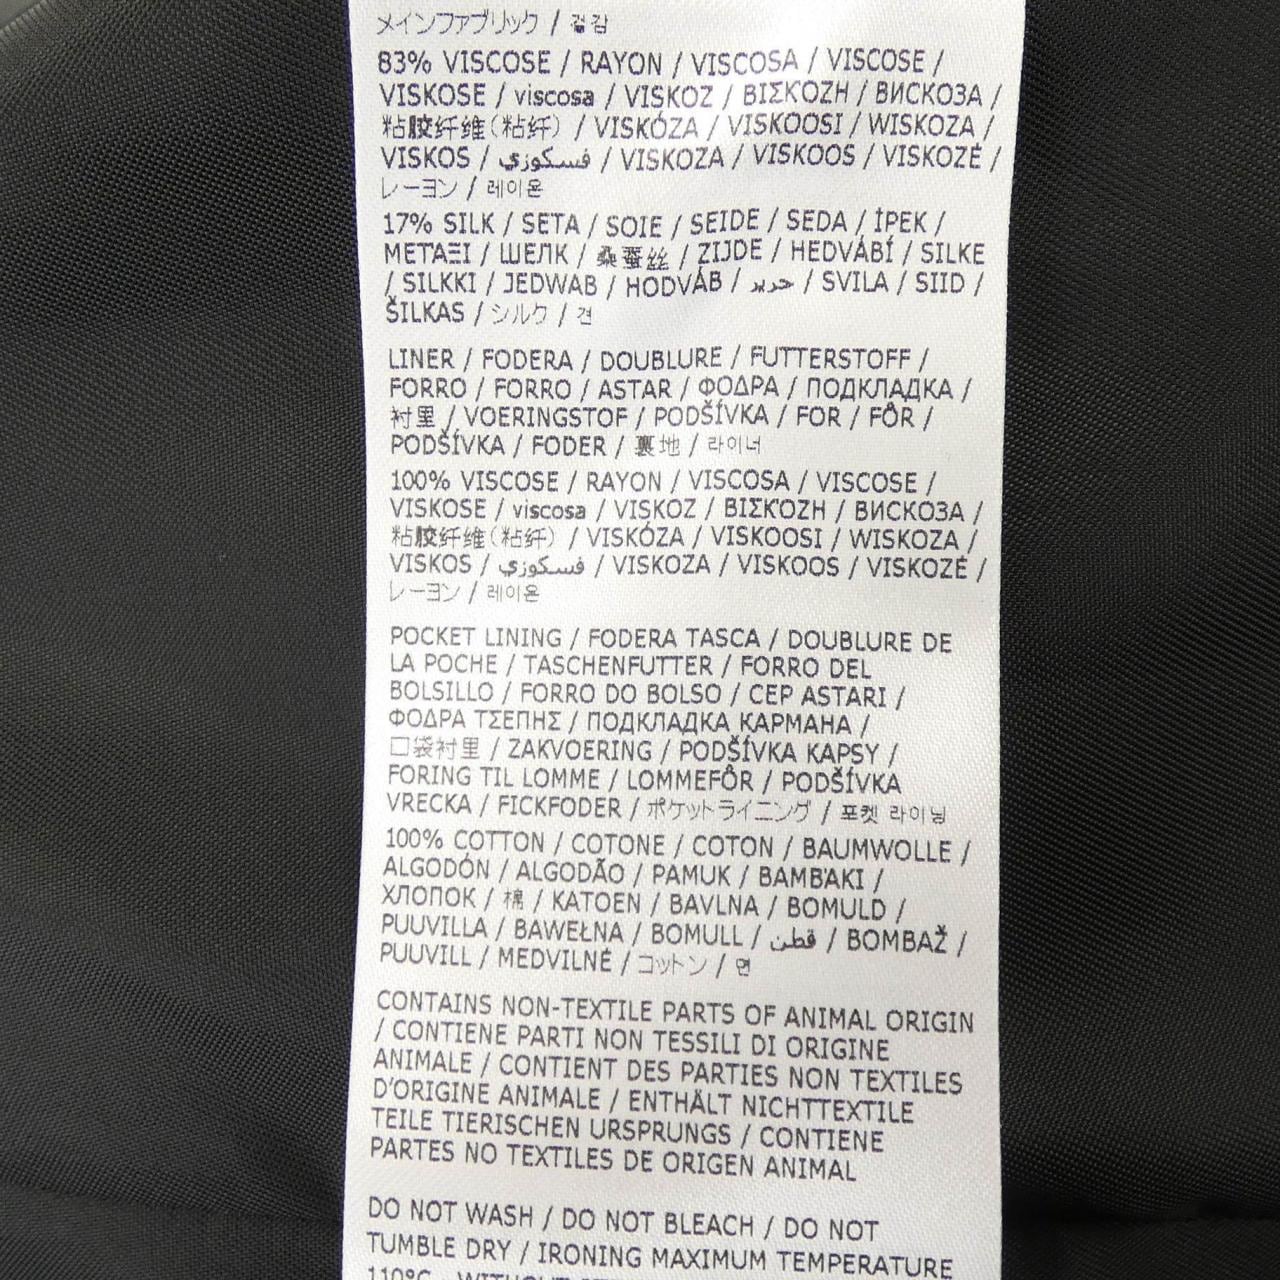 メインファブリック / 겉감
83% VISCOSE / RAYON / VISCOSA / VISCOSE /
VISKOSE / viscosa / VISKOZ / ΒΙΣΚΌΖΗ / ВИСКОЗА /
粘胶纤维(粘纤) / VISKÓZA / VISKOOSI / WISKOZA /
VISKOS / فسكوزي / VISKOZA / VISKOOS / VISKOZĖ /
レーヨン / 레이온
17% SILK / SETA / SOIE / SEIDE / SEDA / İPEK /
ΜΕΤΑΞΙ / ШЕЛК / 桑蚕丝 / ZIJDE / HEDVÁBÍ / SILKE
/ SILKKI / JEDWAB / HODVÁB / حرير / SVILA / SIID /
ŠILKAS / シルク / 견
LINER / FODERA / DOUBLURE / FUTTERSTOFF /
FORRO / FORRO / ASTAR / ΦΟΔΡΑ / ПОДКЛАДКА /
衬里 / VOERINGSTOF / PODŠÍVKA / FOR / FÔR /
PODŠÍVKA / FODER / 裏地 / 라이너
100% VISCOSE / RAYON / VISCOSA / VISCOSE /
VISKOSE / viscosa / VISKOZ / ΒΙΣΚΌΖΗ / ВИСКОЗА /
粘胶纤维(粘纤) / VISKÓZA / VISKOOSI / WISKOZA /
VISKOS / فسكوزي / VISKOZA / VISKOOS / VISKOZĖ /
レーヨン / 레이온
POCKET LINING / FODERA TASCA / DOUBLURE DE
LA POCHE / TASCHENFUTTER / FORRO DEL
BOLSILLO / FORRO DO BOLSO / CEP ASTARI /
ΦΟΔΡΑ ΤΣΕΠΗΣ / ПОДКЛАДКА КАРМАНА /
口袋衬里 / ZAKVOERING / PODŠÍVKA KAPSY /
FORING TIL LOMME / LOMMEFÔR / PODŠÍVKA
VRECKA / FICKFODER / ポケットライニング / 포켓 라이닝
100% COTTON / COTONE / COTON / BAUMWOLLE /
ALGODÓN / ALGODÃO / PAMUK / ΒΑΜΒΆΚΙ /
ХЛОПОК / 棉 / KATOEN / BAVLNA / BOMULD /
PUUVILLA / BAWEŁNA / BOMULL / قطن / BOMBAŽ /
PUUVILL / MEDVILNĖ / コットン / 면
CONTAINS NON-TEXTILE PARTS OF ANIMAL ORIGIN
/ CONTIENE PARTI NON TESSILI DI ORIGINE
ANIMALE / CONTIENT DES PARTIES NON TEXTILES
D'ORIGINE ANIMALE / ENTHÄLT NICHTTEXTILE
TEILE TIERISCHEN URSPRUNGS / CONTIENE
PARTES NO TEXTILES DE ORIGEN ANIMAL
DO NOT WASH / DO NOT BLEACH / DO NOT
TUMBLE DRY / IRONING MAXIMUM TEMPERATURE
110°C - WITHOUT